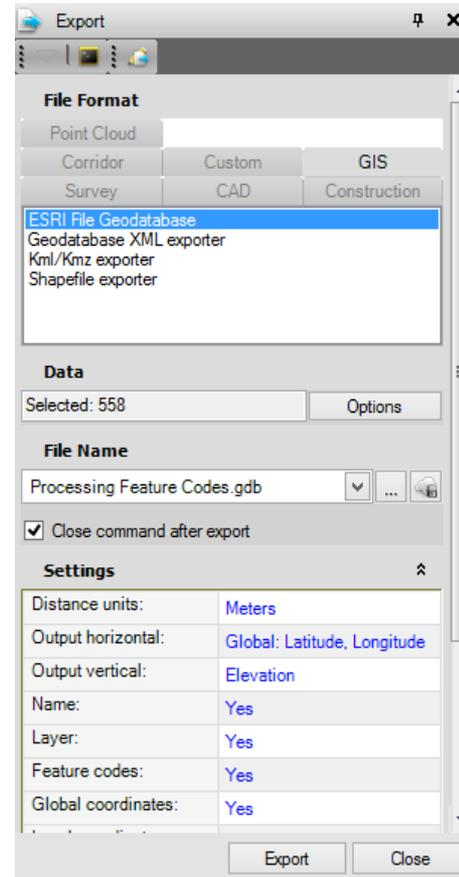 Export
File Format
Point Cloud
Corridor Custom GIS
Survey CAD Construction
ESRI File Geodatabase
Geodatabase XML exporter
Kml/Kmz exporter
Shapefile exporter
Data
Selected: 558 Options
File Name
Processing Feature Codes.gdb ...
Close command after export
Settings
Distance units: Meters
Output horizontal: Global: Latitude, Longitude
Output vertical: Elevation
Name: Yes
Layer: Yes
Feature codes: Yes
Global coordinates: Yes
Export Close